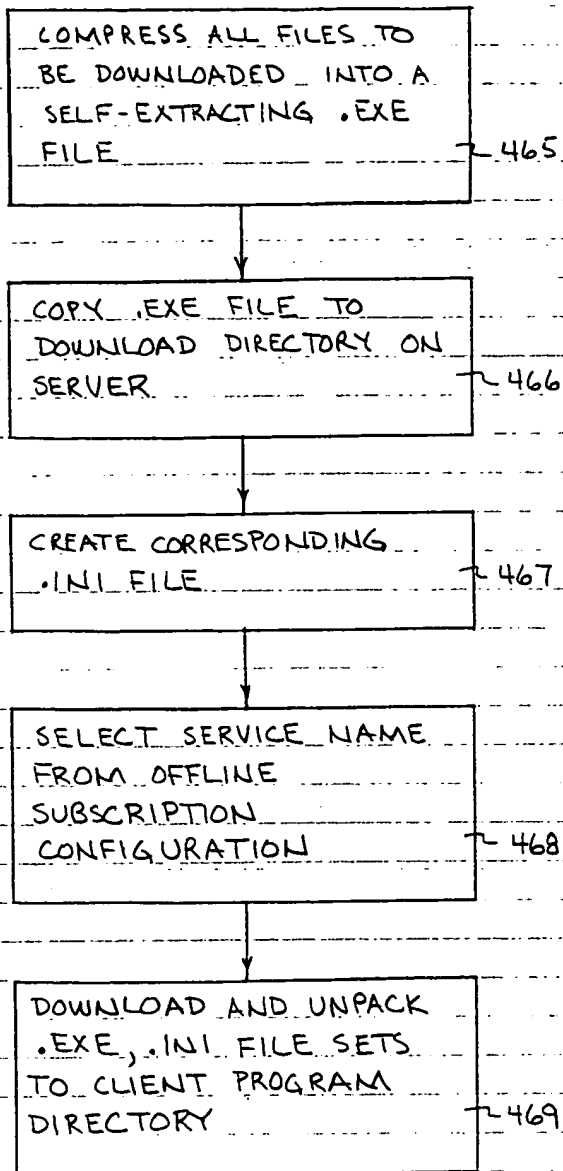 COMPRESS ALL FILES TO
BE DOWNLOADED INTO A
SELF-EXTRACTING .EXE
FILE
465
COPY .EXE FILE TO
DOWNLOAD DIRECTORY ON
SERVER
466
CREATE CORRESPONDING
.INI FILE
467
SELECT SERVICE NAME
FROM OFFLINE
SUBSCRIPTION
CONFIGURATION
468
DOWNLOAD AND UNPACK
.EXE, .INI FILE SETS
TO CLIENT PROGRAM
DIRECTORY
469